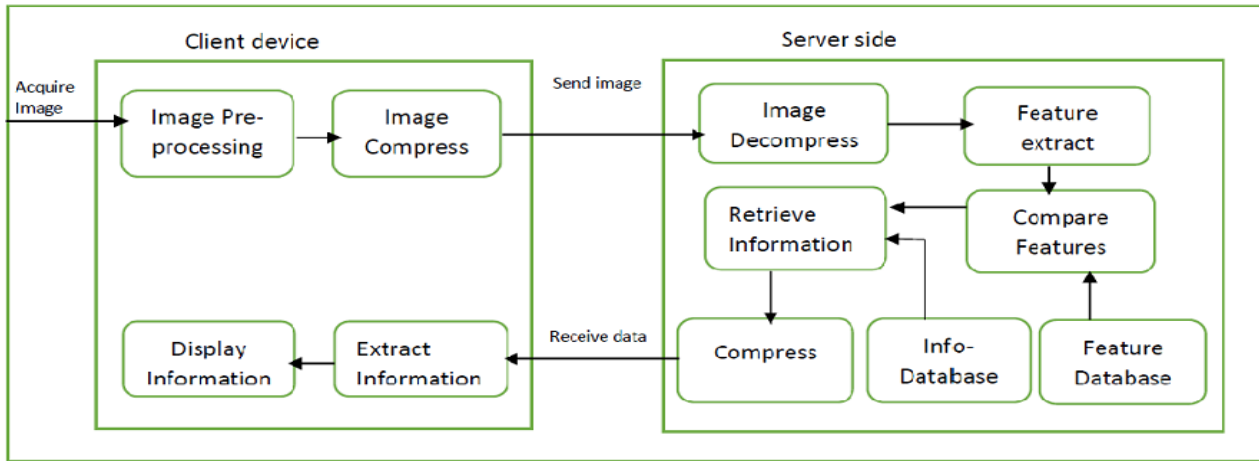 Client device
Server side
Acquire
Image
Send image
Image Pre-
processing
Image
Compress
Image
Decompress
Feature
extract
Retrieve
Information
Compare
Features
Receive data
Display
Information
Extract
Information
Compress
Info-
Database
Feature
Database